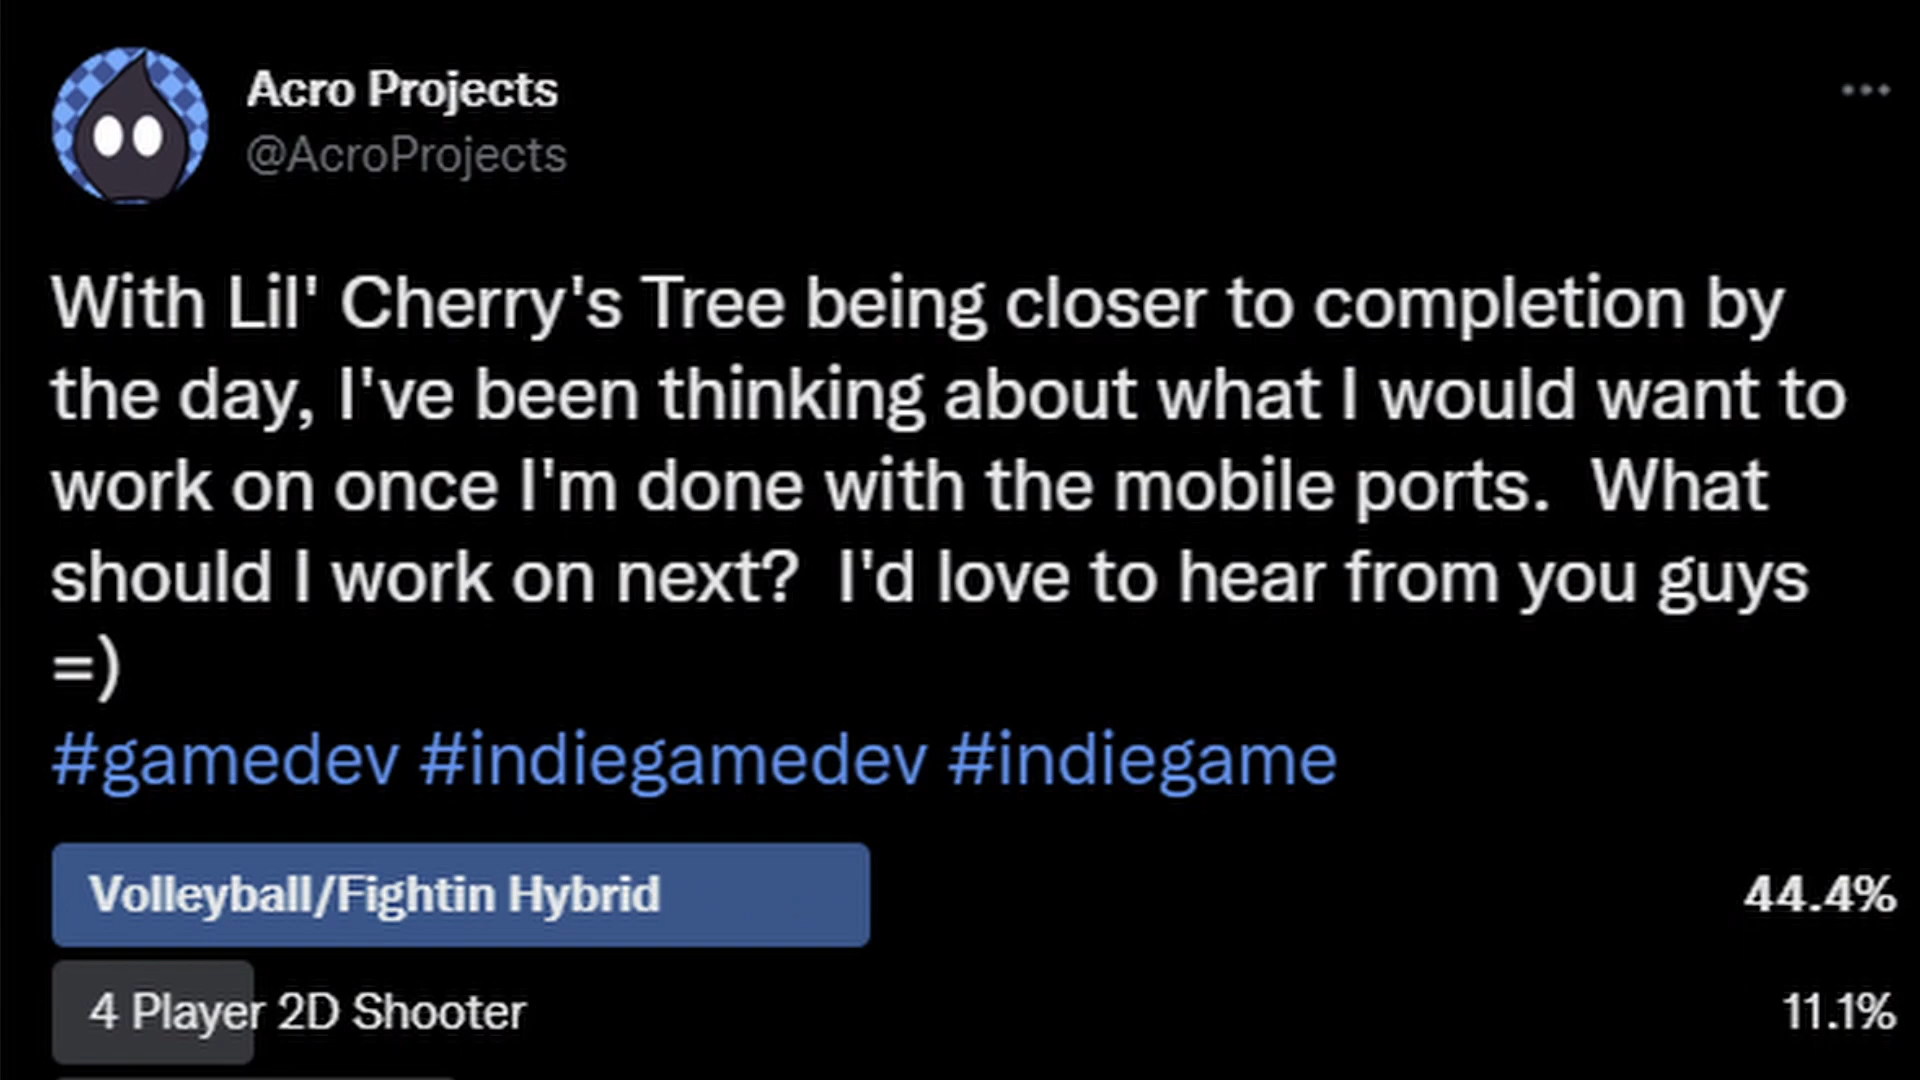 Acro Projects
@AcroProjects
With Lil' Cherry's Tree being closer to completion by
the day, I've been thinking about what I would want to
work on once I'm done with the mobile ports.  What
should I work on next?  I'd love to hear from you guys
=)
#gamedev #indiegamedev #indiegame
Volleyball/Fightin Hybrid 44.4%
4 Player 2D Shooter 11.1%